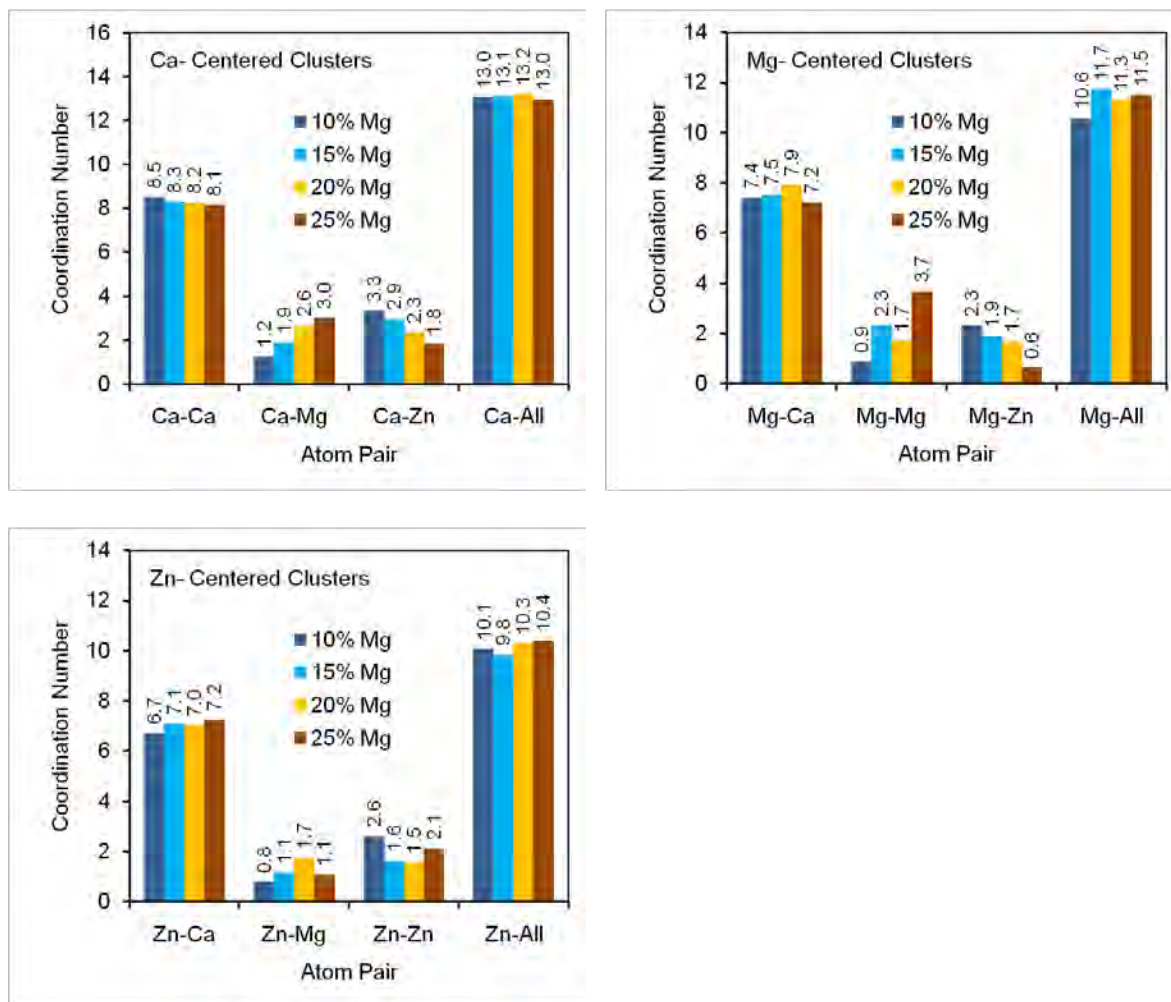 Ca- Centered Clusters
Coordination Number
16
14
12
10
8
6
4
2
0
10% Mg
15% Mg
20% Mg
25% Mg
8.5 8.3 8.2 8.1
1.2 1.9 2.6 3.0
3.3 2.9 2.3 1.8
13.0 13.1 13.2 13.0
Ca-Ca Ca-Mg Ca-Zn Ca-All
Atom Pair
Mg- Centered Clusters
Coordination Number
14
12
10
8
6
4
2
0
10% Mg
15% Mg
20% Mg
25% Mg
7.4 7.5 7.9 7.2
0.9 2.3 1.7 3.7
2.3 1.9 1.7 0.6
10.6 11.7 11.3 11.5
Mg-Ca Mg-Mg Mg-Zn Mg-All
Atom Pair
Zn- Centered Clusters
Coordination Number
14
12
10
8
6
4
2
0
10% Mg
15% Mg
20% Mg
25% Mg
6.7 7.1 7.0 7.2
0.8 1.1 1.7 1.1
2.6 1.6 1.5 2.1
10.1 9.8 10.3 10.4
Zn-Ca Zn-Mg Zn-Zn Zn-All
Atom Pair